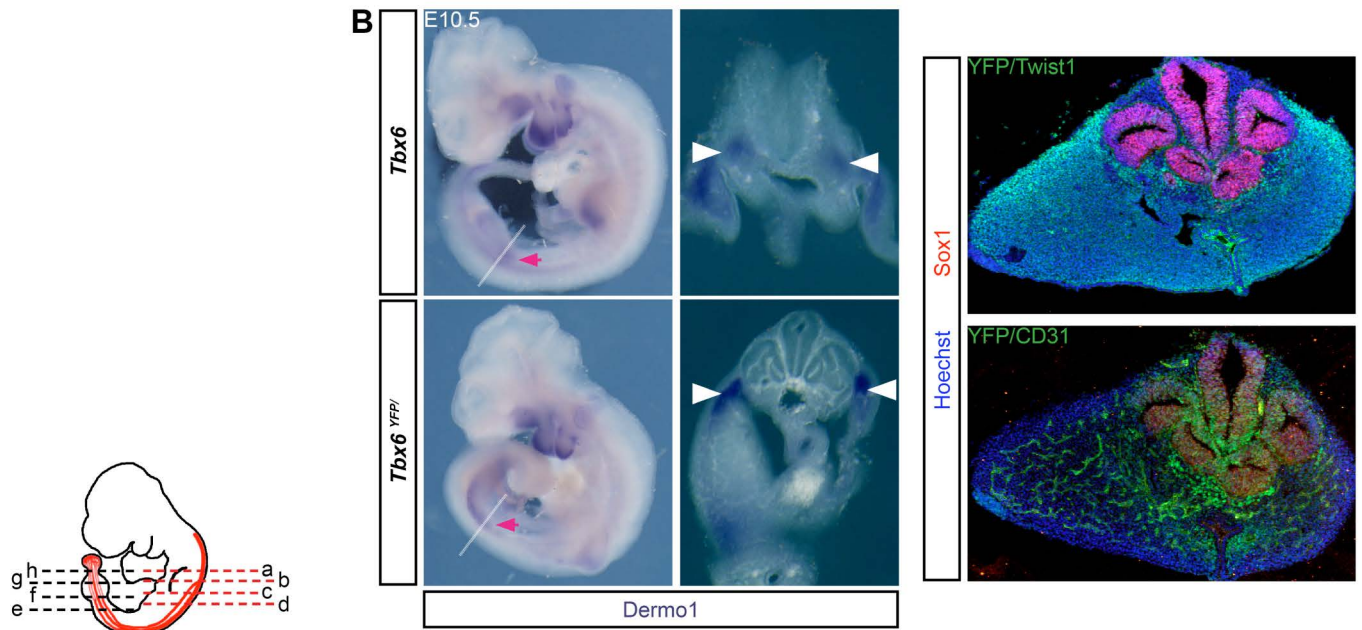 B
E10.5
Tbx6
Tbx6 YFP/
Dermo1
YFP/Twist1
YFP/CD31
Sox1
Hoechst
g h a
f b
e c
d